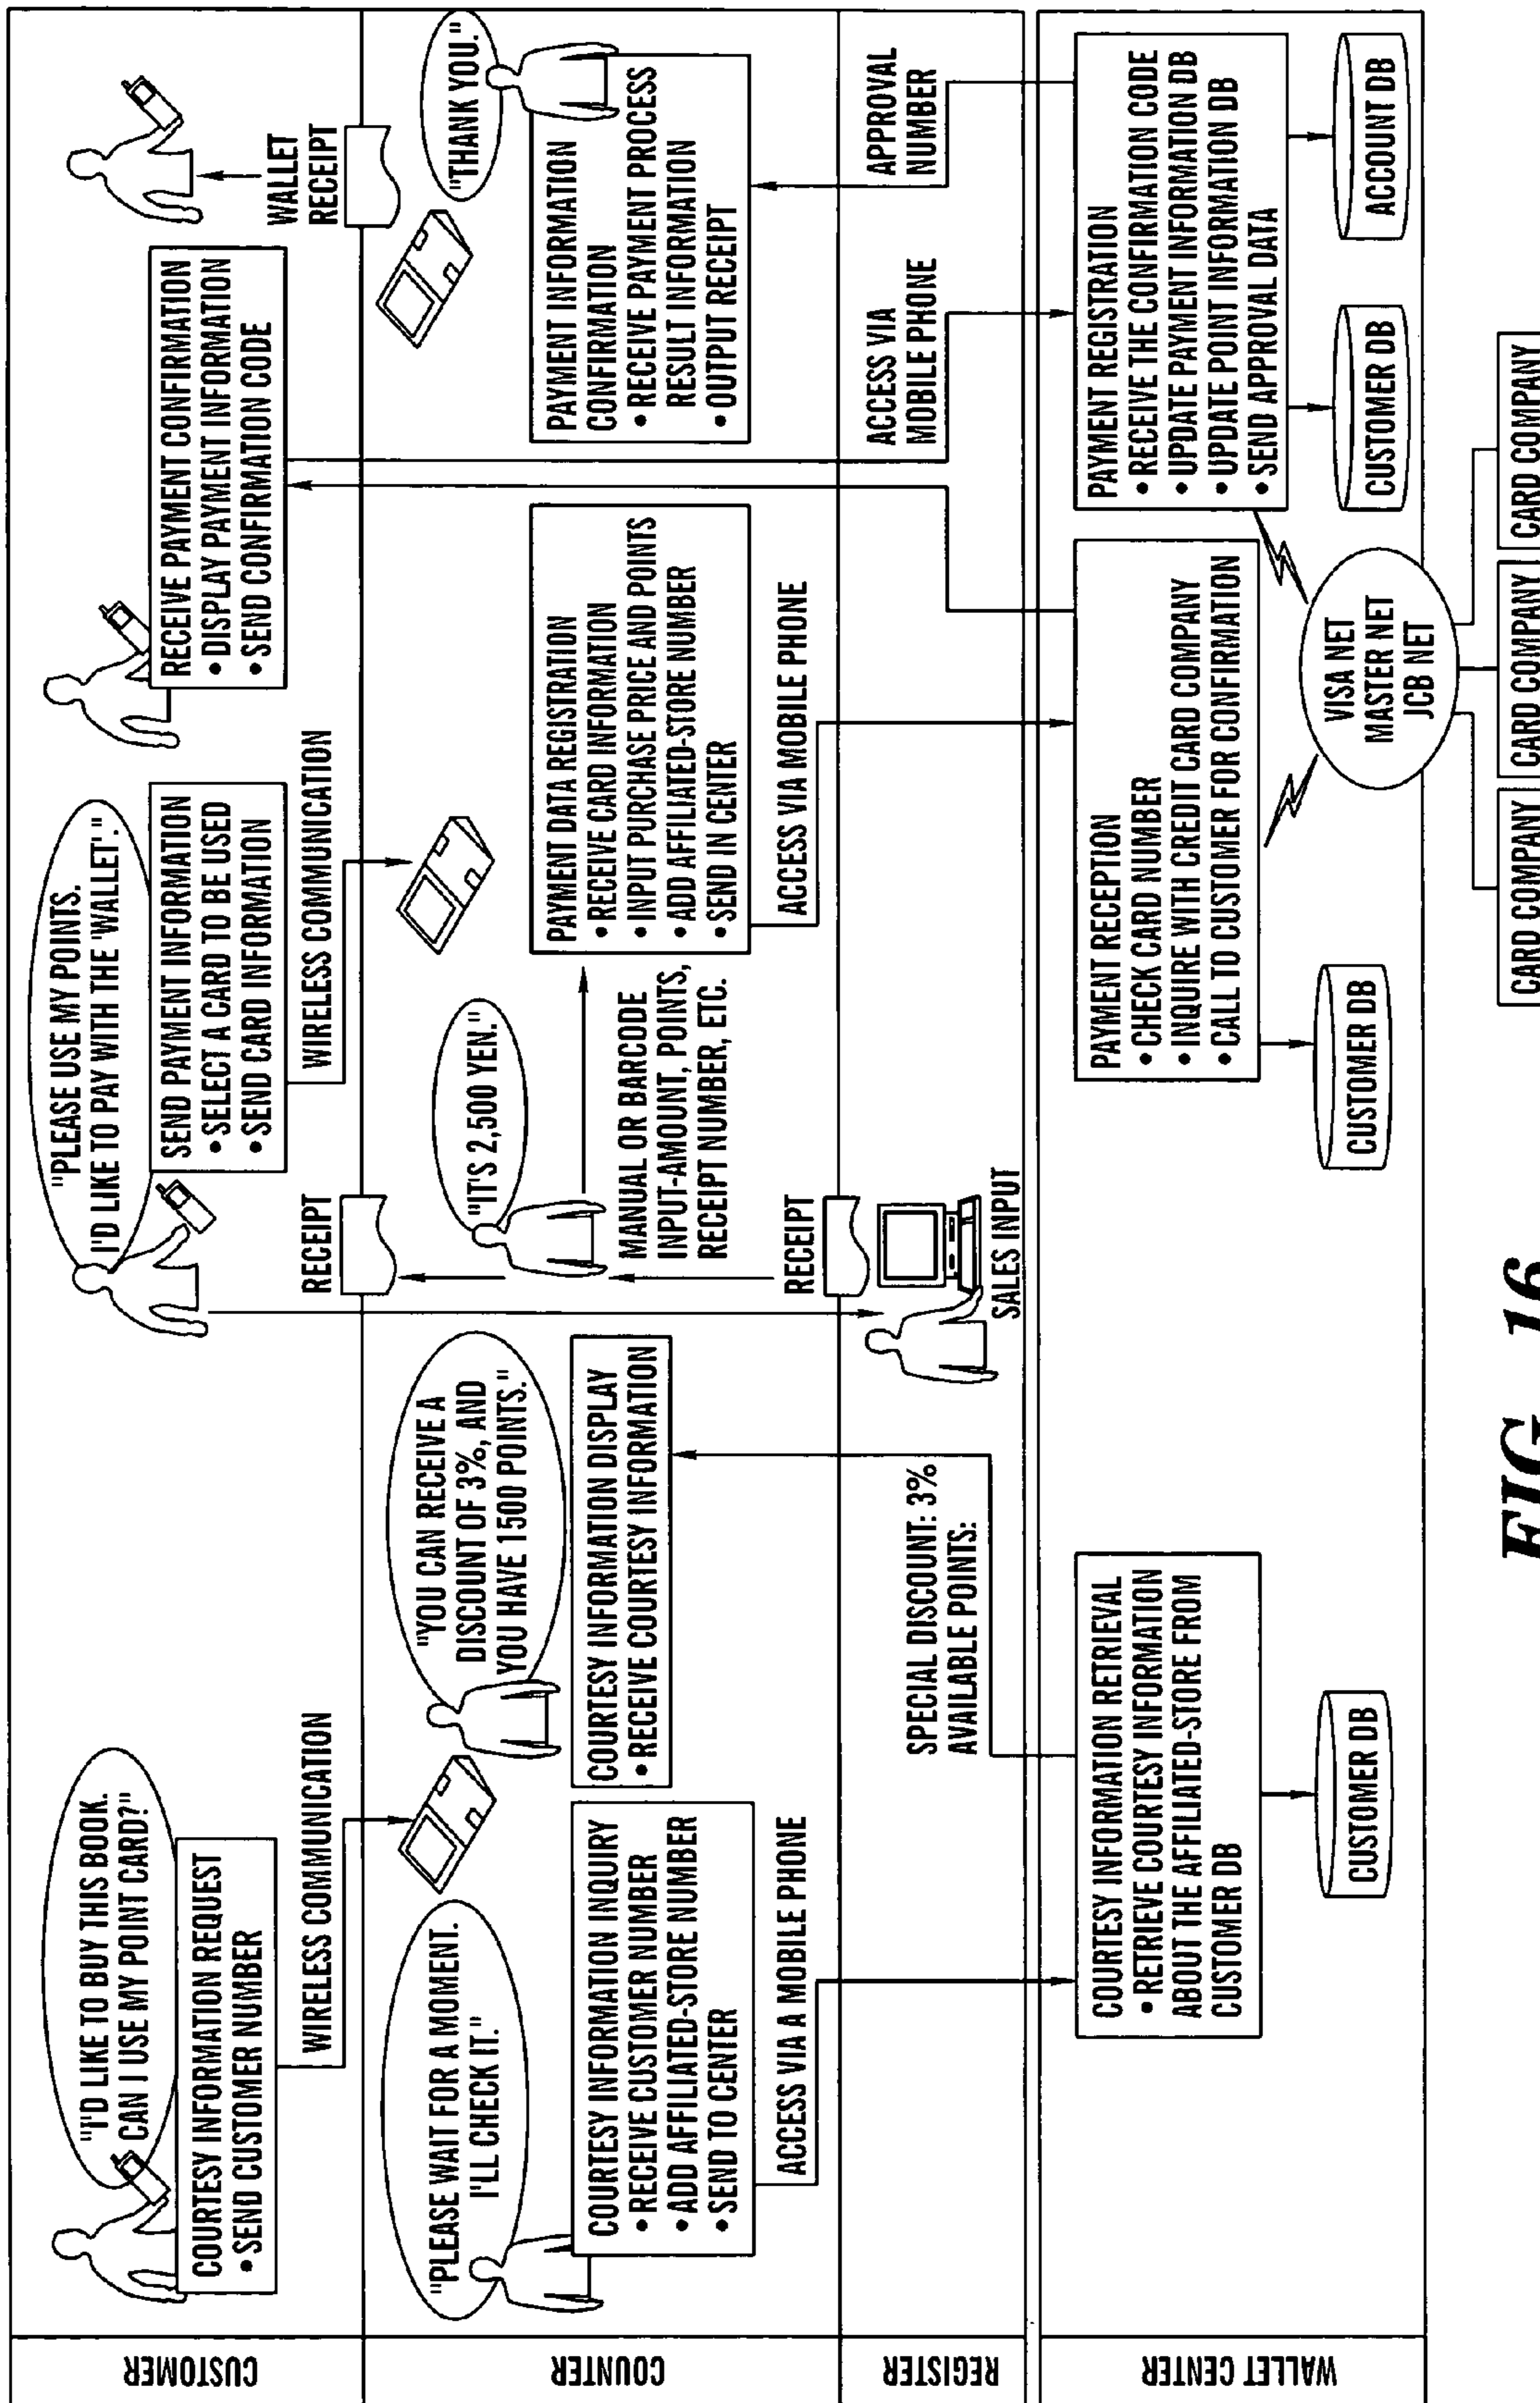 CUSTOMER
"I'D LIKE TO BUY THIS BOOK.
CAN I USE MY POINT CARD?"
COURTESY INFORMATION REQUEST
• SEND CUSTOMER NUMBER
WIRELESS COMMUNICATION
"PLEASE USE MY POINTS.
I'D LIKE TO PAY WITH THE 'WALLET'."
SEND PAYMENT INFORMATION
• SELECT A CARD TO BE USED
• SEND CARD INFORMATION
WIRELESS COMMUNICATION
RECEIPT
RECEIVE PAYMENT CONFIRMATION
• DISPLAY PAYMENT INFORMATION
• SEND CONFIRMATION CODE
WALLET
RECEIPT
COUNTER
"PLEASE WAIT FOR A MOMENT.
I'LL CHECK IT."
COURTESY INFORMATION INQUIRY
• RECEIVE CUSTOMER NUMBER
• ADD AFFILIATED-STORE NUMBER
• SEND TO CENTER
ACCESS VIA A MOBILE PHONE
"YOU CAN RECEIVE A
DISCOUNT OF 3%, AND
YOU HAVE 1500 POINTS."
COURTESY INFORMATION DISPLAY
• RECEIVE COURTESY INFORMATION
"IT'S 2,500 YEN."
MANUAL OR BARCODE
INPUT-AMOUNT, POINTS,
RECEIPT NUMBER, ETC.
PAYMENT DATA REGISTRATION
• RECEIVE CARD INFORMATION
• INPUT PURCHASE PRICE AND POINTS
• ADD AFFILIATED-STORE NUMBER
• SEND IN CENTER
ACCESS VIA MOBILE PHONE
"THANK YOU."
PAYMENT INFORMATION
CONFIRMATION
• RECEIVE PAYMENT PROCESS
RESULT INFORMATION
• OUTPUT RECEIPT
REGISTER
SPECIAL DISCOUNT: 3%
AVAILABLE POINTS:
RECEIPT
SALES INPUT
ACCESS VIA
MOBILE PHONE
APPROVAL
NUMBER
WALLET CENTER
COURTESY INFORMATION RETRIEVAL
• RETRIEVE COURTESY INFORMATION
ABOUT THE AFFILIATED-STORE FROM
CUSTOMER DB
CUSTOMER DB
PAYMENT RECEPTION
• CHECK CARD NUMBER
• INQUIRE WITH CREDIT CARD COMPANY
• CALL TO CUSTOMER FOR CONFIRMATION
CUSTOMER DB
VISA NET
MASTER NET
JCB NET
PAYMENT REGISTRATION
• RECEIVE THE CONFIRMATION CODE
• UPDATE PAYMENT INFORMATION DB
• UPDATE POINT INFORMATION DB
• SEND APPROVAL DATA
CUSTOMER DB
ACCOUNT DB
CARD COMPANY
CARD COMPANY
CARD COMPANY
FIG. 16